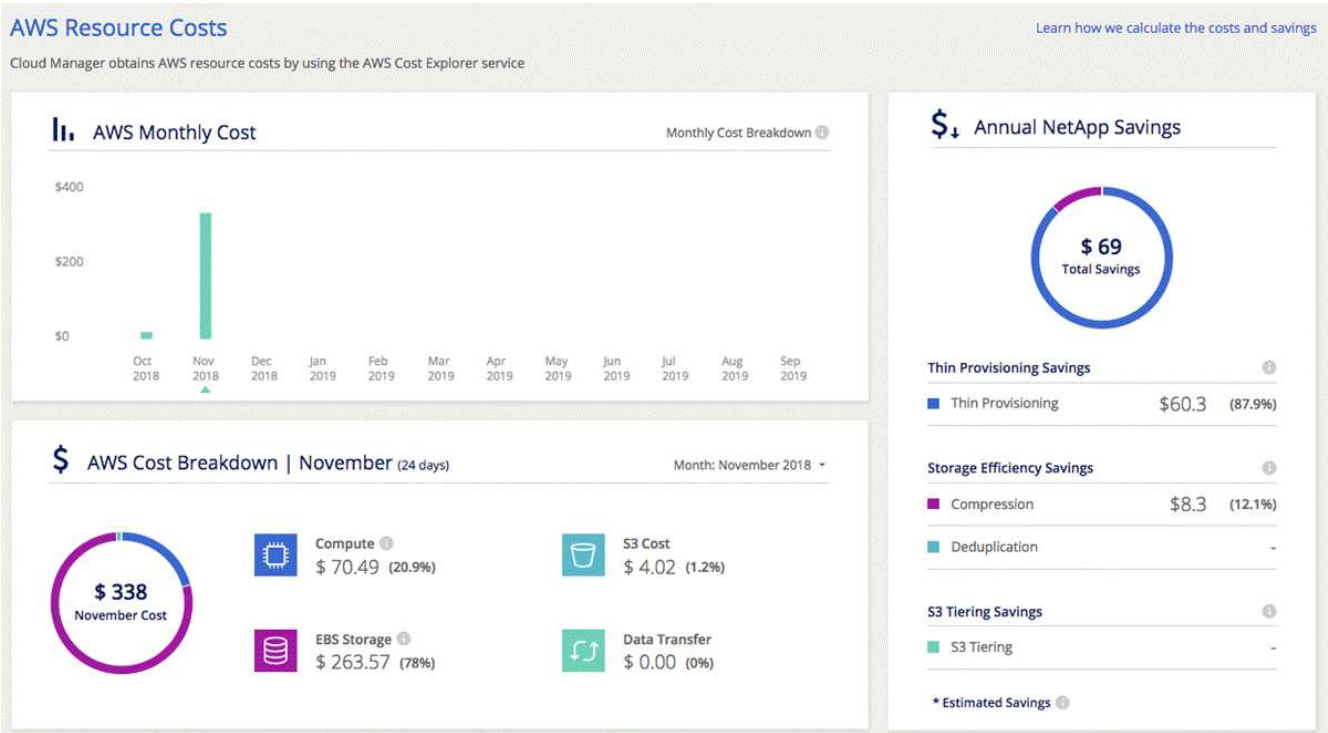 AWS Resource Costs
Learn how we calculate the costs and savings
Cloud Manager obtains AWS resource costs by using the AWS Cost Explorer service
AWS Monthly Cost
Monthly Cost Breakdown
$400
$200
$0
Oct Nov Dec Jan Feb Mar Apr May Jun Jul Aug Sep
2018 2018 2018 2019 2019 2019 2019 2019 2019 2019 2019 2019
AWS Cost Breakdown | November (24 days)
Month: November 2018
$ 338
November Cost
Compute
$ 70.49 (20.9%)
S3 Cost
$ 4.02 (1.2%)
EBS Storage
$ 263.57 (78%)
Data Transfer
$ 0.00 (0%)
Annual NetApp Savings
$ 69
Total Savings
Thin Provisioning Savings
Thin Provisioning $60.3 (87.9%)
Storage Efficiency Savings
Compression $8.3 (12.1%)
Deduplication -
S3 Tiering Savings
S3 Tiering -
* Estimated Savings